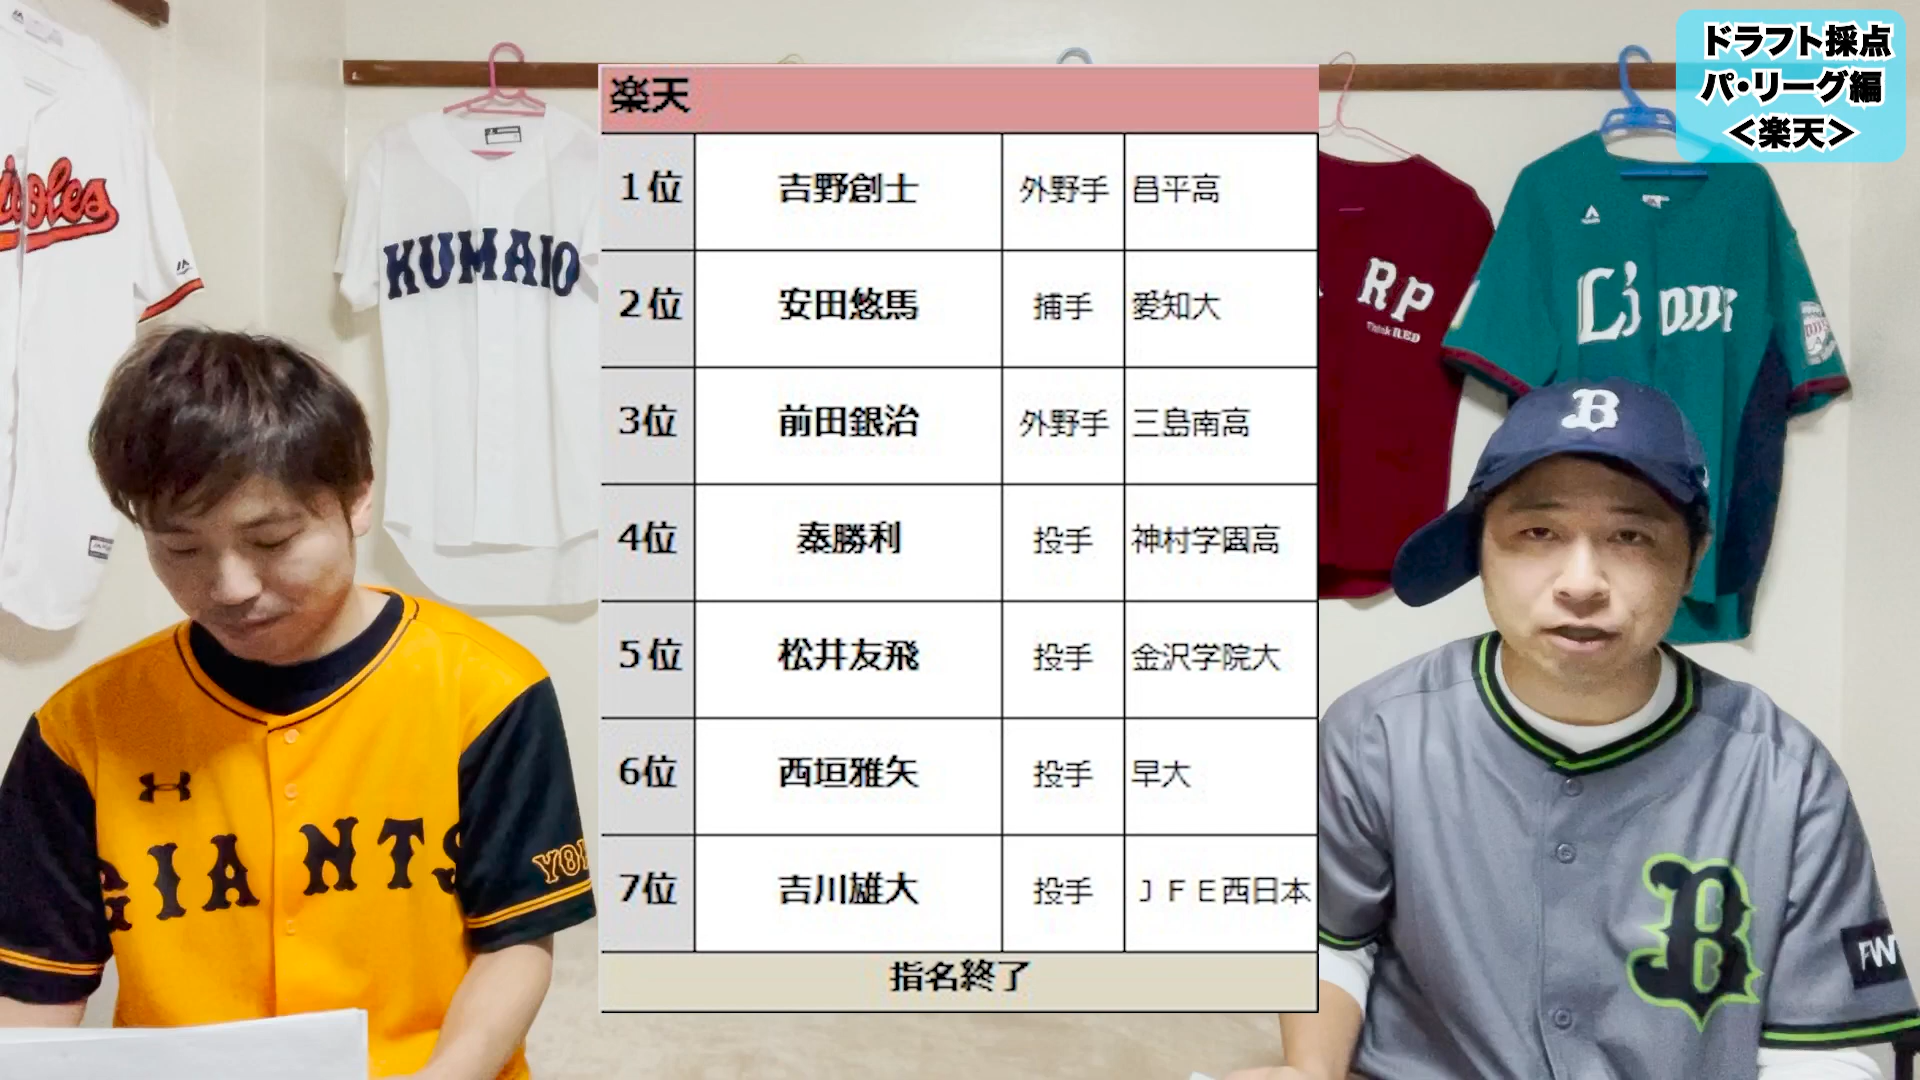 ドラフト採点
パ・リーグ編
＜楽天＞
楽天
1位 吉野創士 外野手 昌平高
2位 安田悠馬 捕手 愛知大
3位 前田銀治 外野手 三島南高
4位 泰勝利 投手 神村学園高
5位 松井友飛 投手 金沢学院大
6位 西垣雅矢 投手 早大
7位 吉川雄大 投手 ＪＦＥ西日本
指名終了
KUMAIO
RP
Think RED
Lions
B
GIANTS
B
FW